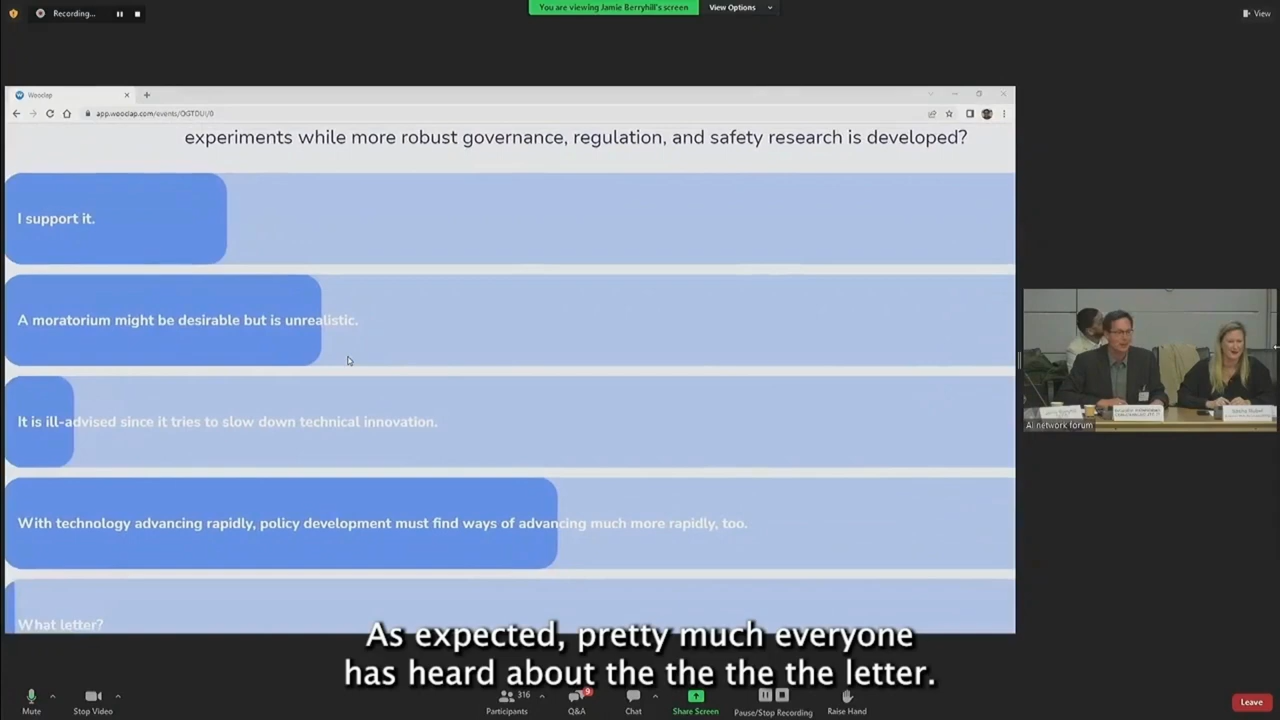 Recording...
You are viewing Jamie Berryhill's screen
View Options
View
Wooclap
app.wooclap.com/events/OGTDUI/0
experiments while more robust governance, regulation, and safety research is developed?
I support it.
A moratorium might be desirable but is unrealistic.
It is ill-advised since it tries to slow down technical innovation.
With technology advancing rapidly, policy development must find ways of advancing much more rapidly, too.
What letter?
AI network forum
As expected, pretty much everyone
has heard about the the the the letter.
Mute
Stop Video
316
Participants
9
Q&A
Chat
Share Screen
Pause/Stop Recording
Raise Hand
Leave